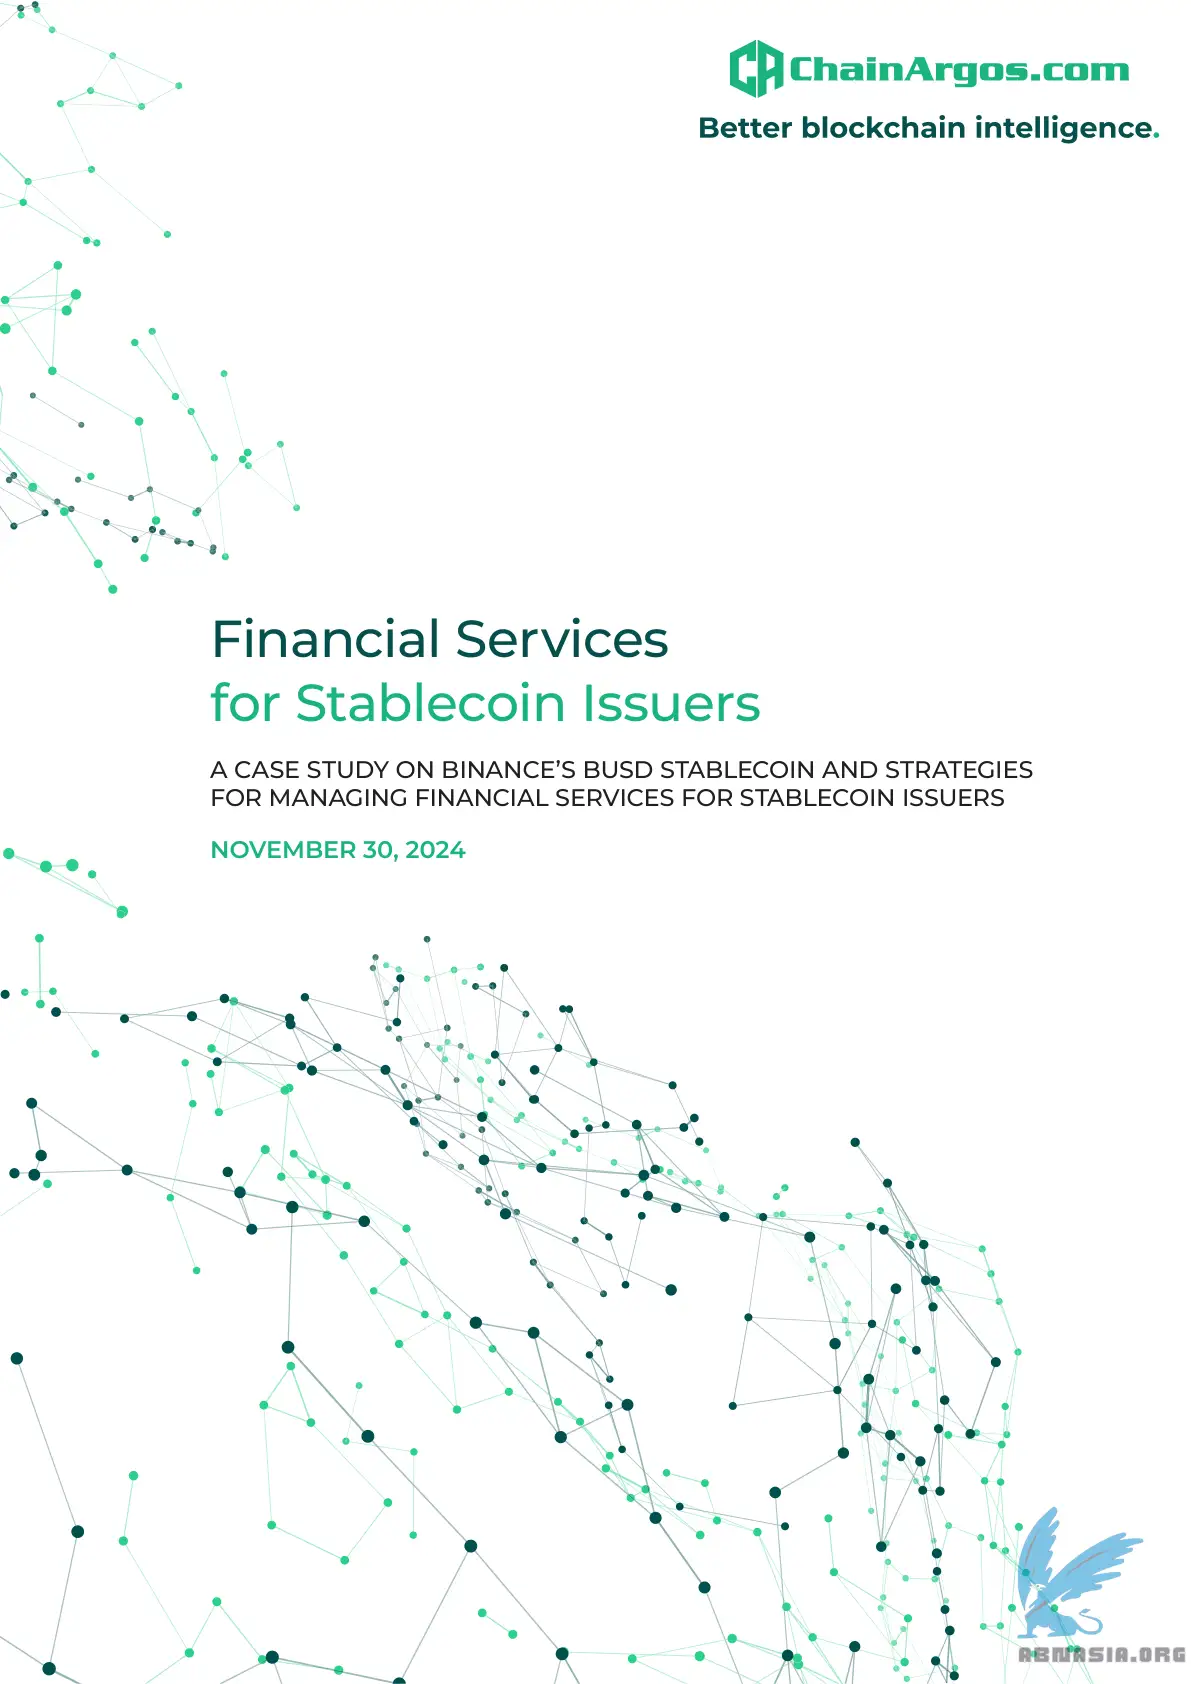 ChainArgos.com
Better blockchain intelligence.
Financial Services
for Stablecoin Issuers
A CASE STUDY ON BINANCE’S BUSD STABLECOIN AND STRATEGIES
FOR MANAGING FINANCIAL SERVICES FOR STABLECOIN ISSUERS
NOVEMBER 30, 2024
ABNASIA.ORG